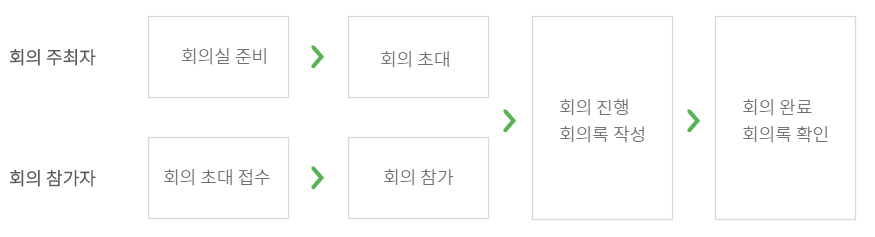 회의 주최자
회의실 준비
회의 초대
회의 참가자
회의 초대 접수
회의 참가
회의 진행
회의록 작성
회의 완료
회의록 확인